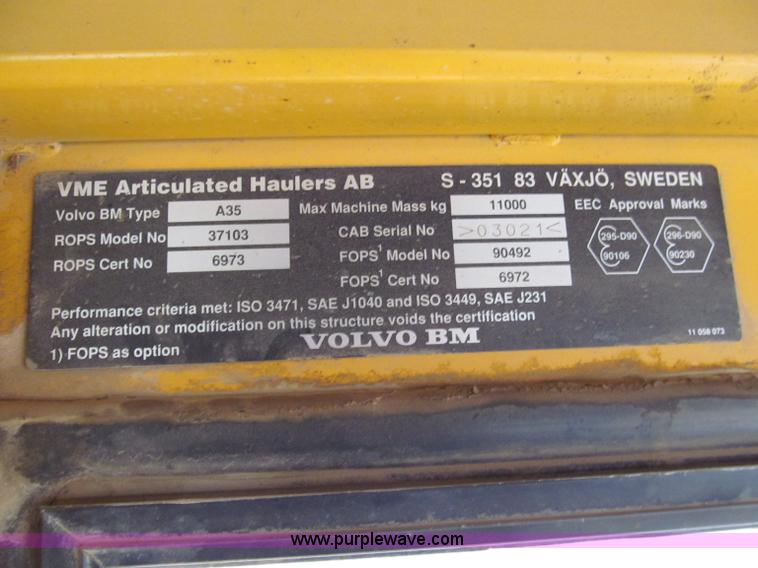 VME Articulated Haulers AB S - 351 83 VÄXJÖ, SWEDEN
Volvo BM Type A35 Max Machine Mass kg 11000 EEC Approval Marks
ROPS Model No 37103 CAB Serial No >03021< 295-D90 296-D90
ROPS Cert No 6973 FOPS¹ Model No 90492 90106 90230
FOPS¹ Cert No 6972
Performance criteria met: ISO 3471, SAE J1040 and ISO 3449, SAE J231
Any alteration or modification on this structure voids the certification
1) FOPS as option VOLVO BM 11 058 073
www.purplewave.com